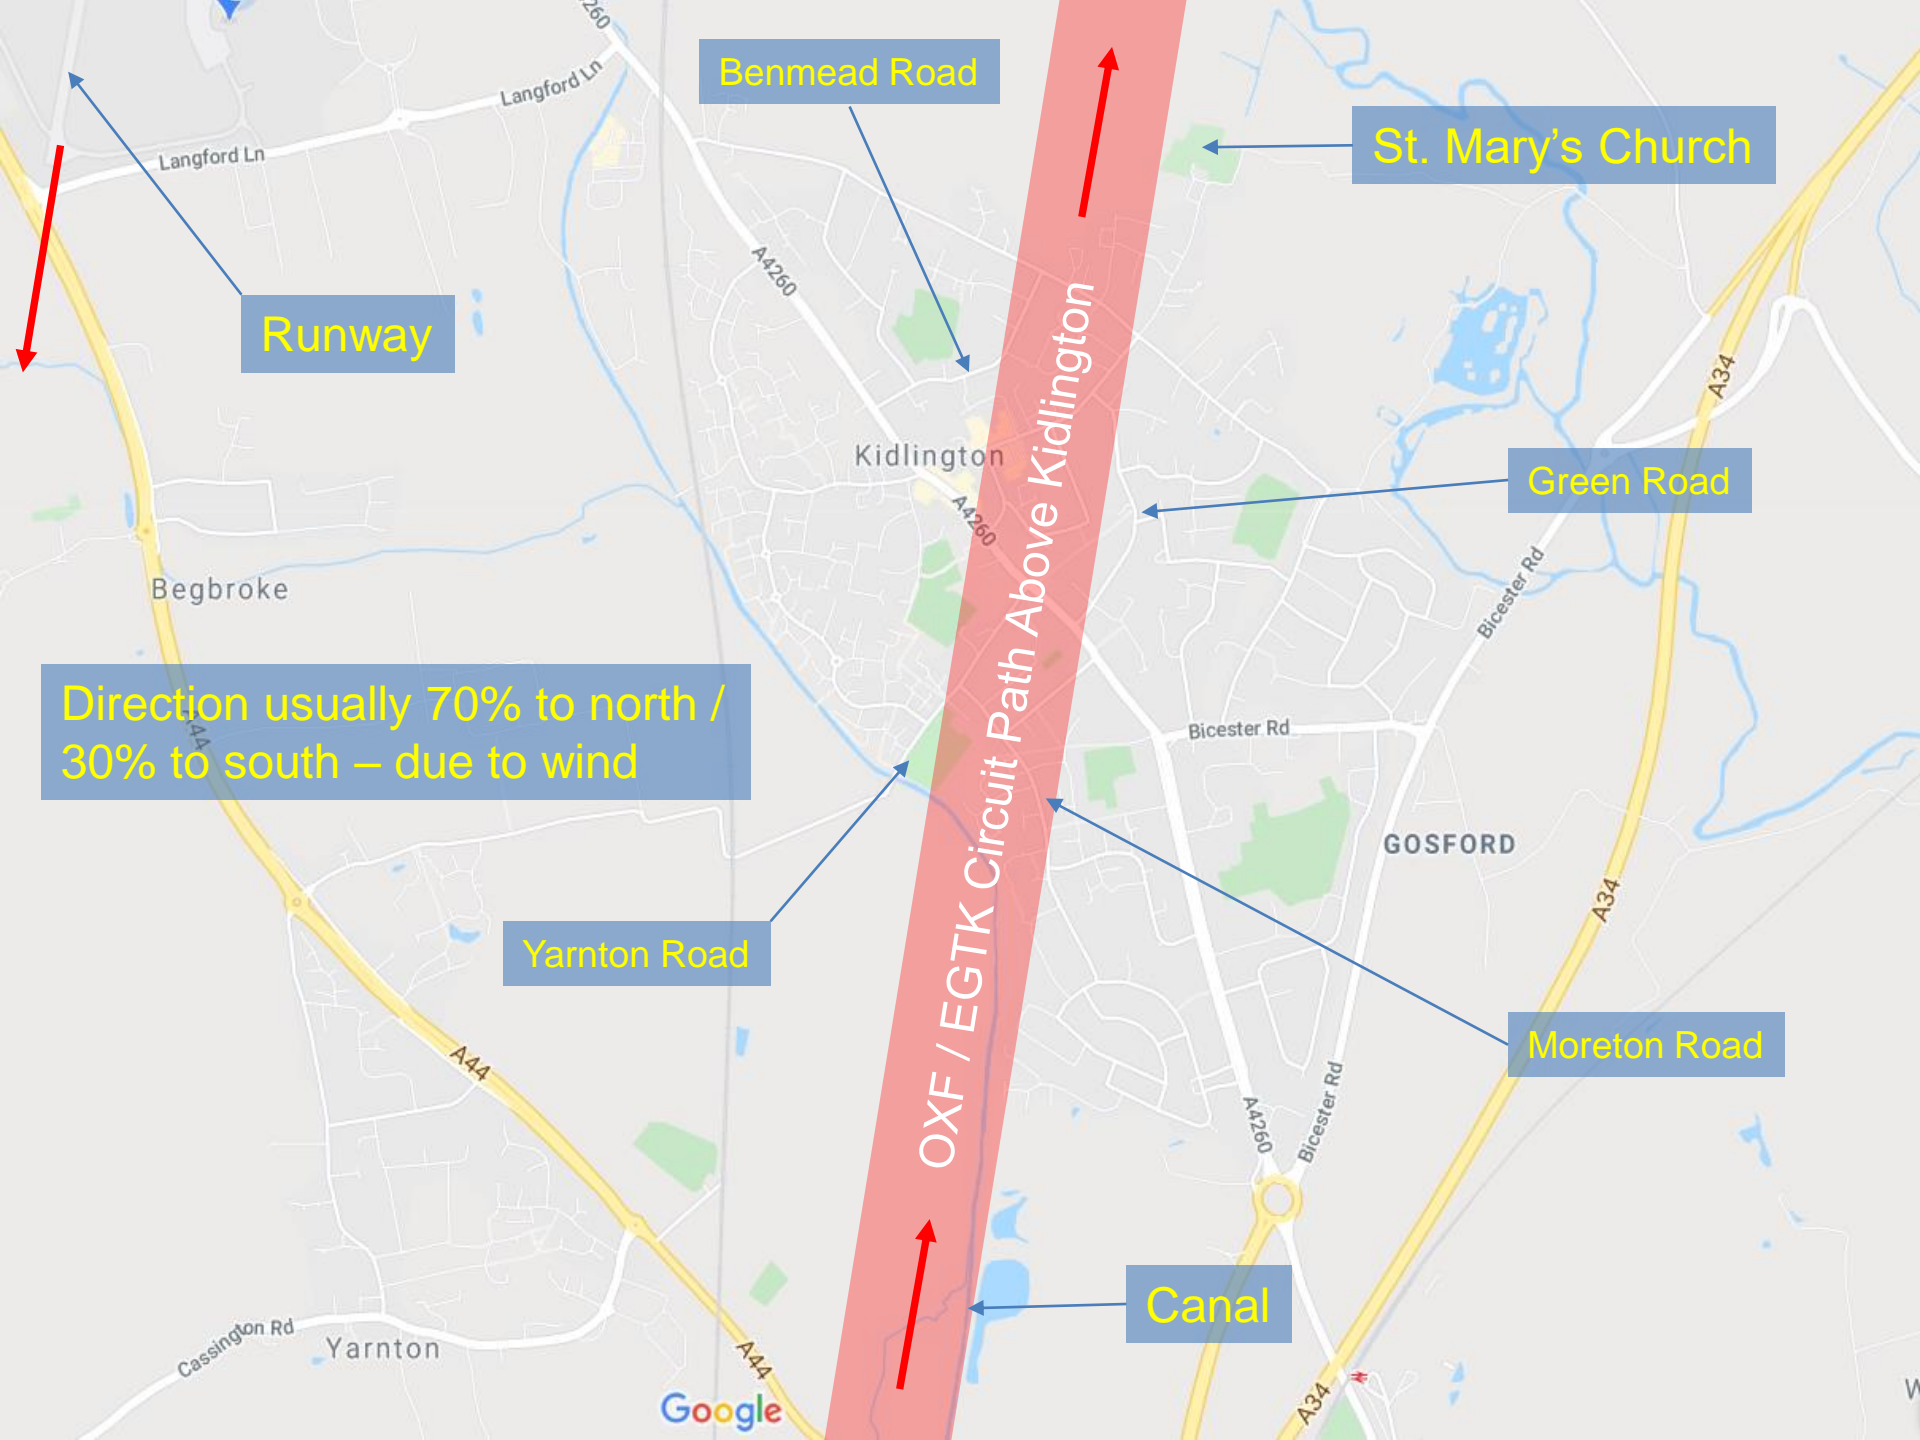 260
Langford Ln
Langford Ln
Benmead Road
St. Mary’s Church
A4260
Runway
A34
Kidlington
Green Road
A4260
Begbroke
Bicester Rd
Direction usually 70% to north /
30% to south – due to wind
A44
Bicester Rd
OXF / EGTK Circuit Path Above Kidlington
GOSFORD
A34
Yarnton Road
Moreton Road
A44
A4260
Bicester Rd
Canal
Cassington Rd
Yarnton
A44
A34
Google
W